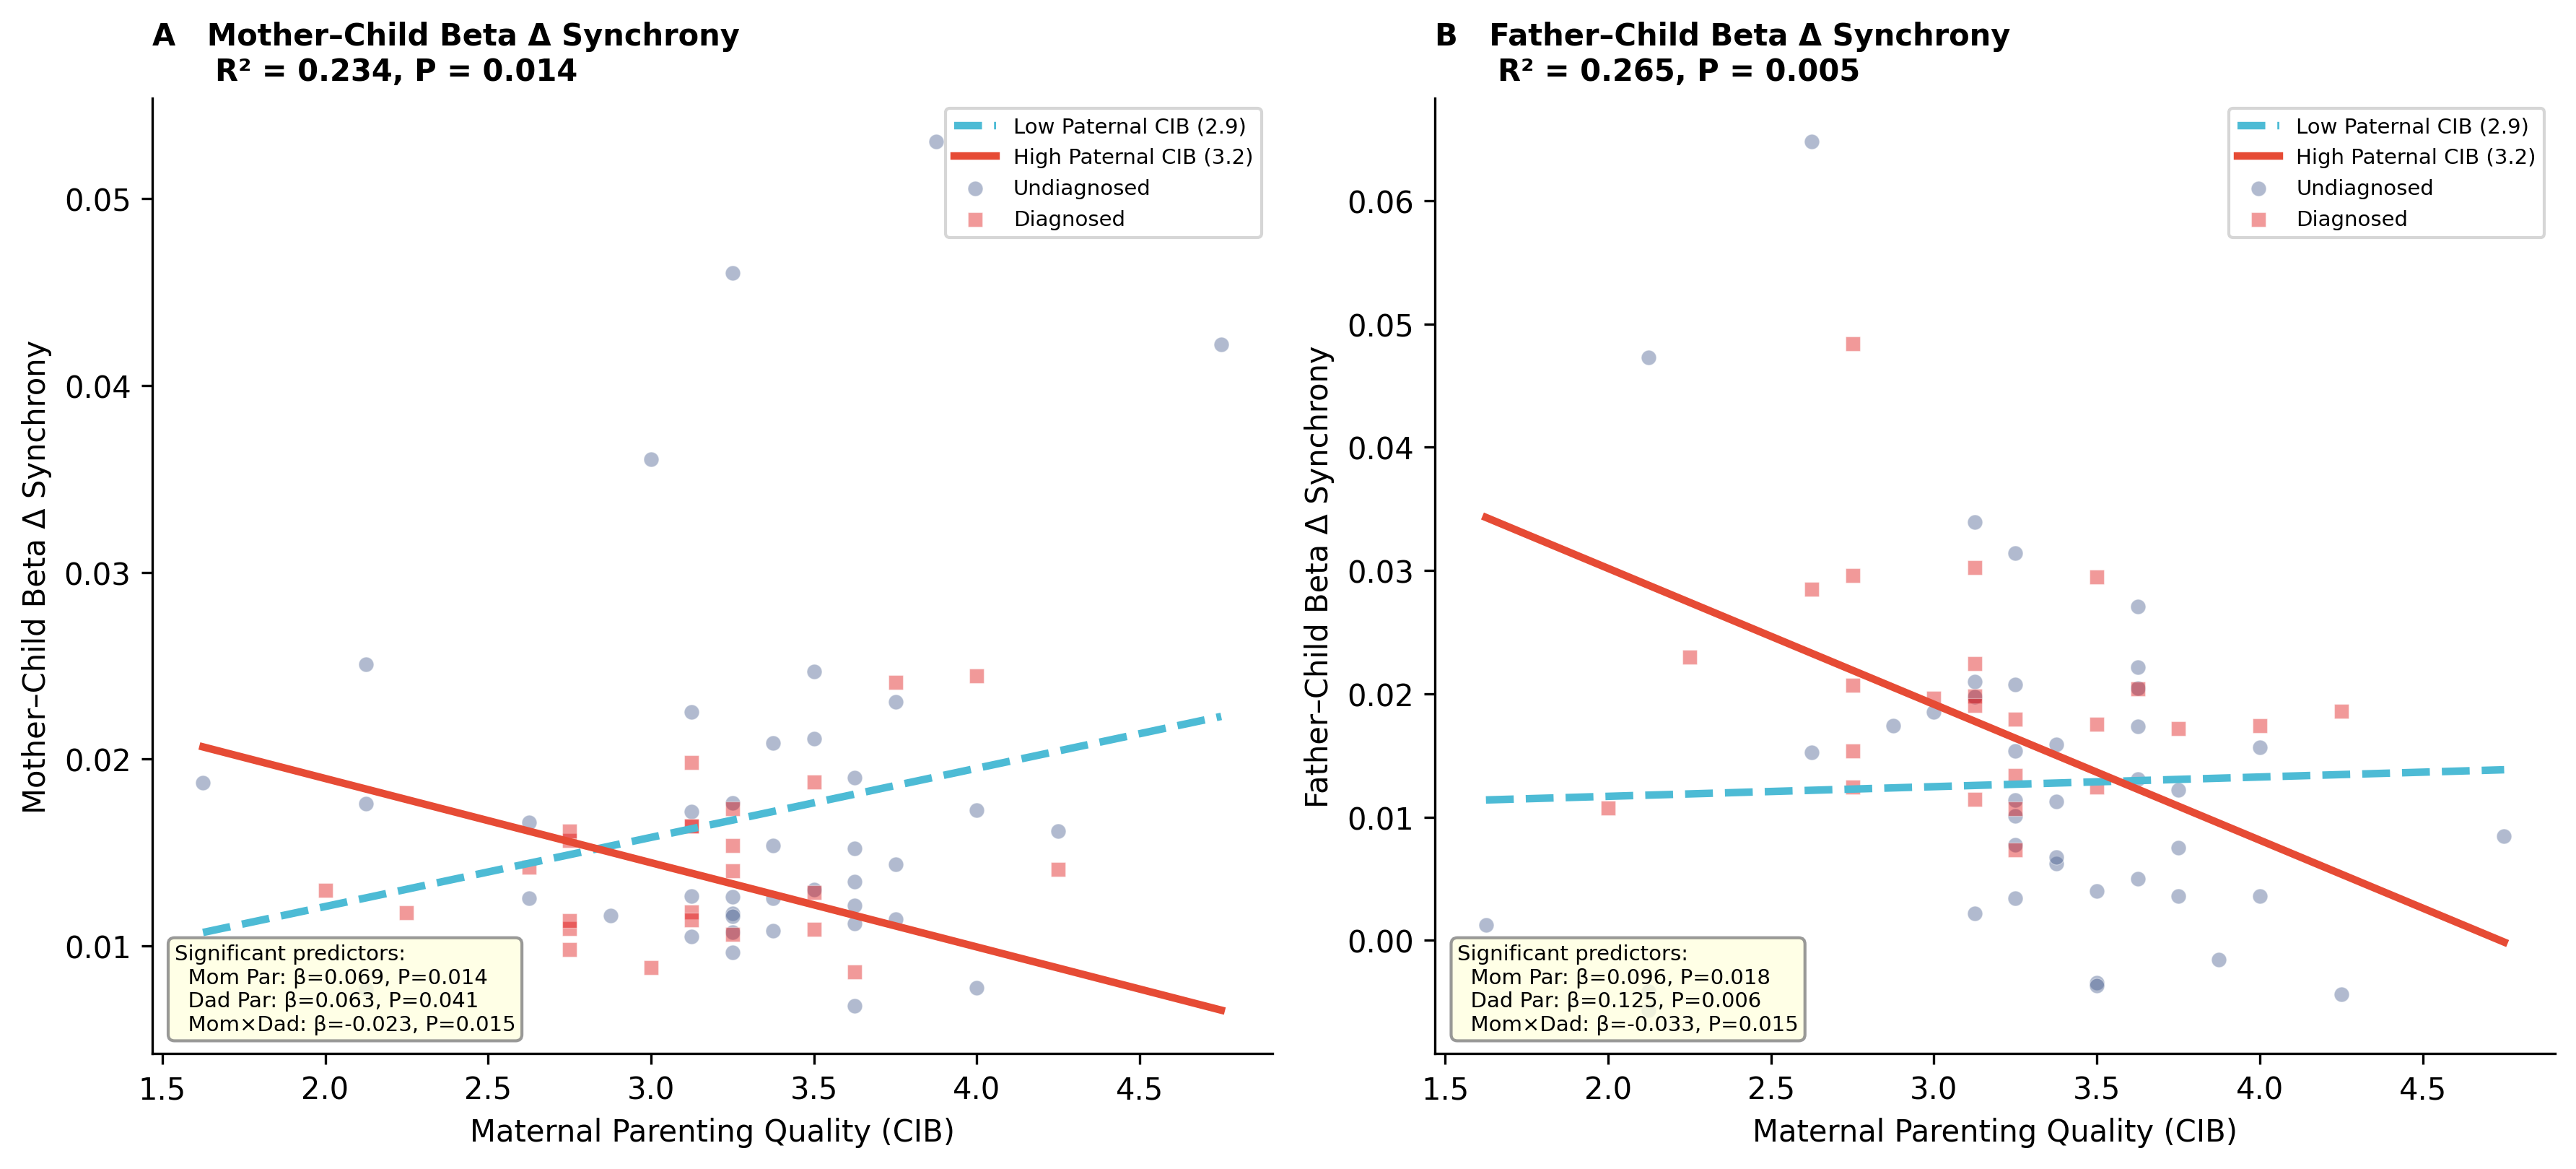 A Mother–Child Beta Δ Synchrony
R² = 0.234, P = 0.014
Low Paternal CIB (2.9)
High Paternal CIB (3.2)
Undiagnosed
Diagnosed
Mother–Child Beta Δ Synchrony
0.05
0.04
0.03
0.02
0.01
Significant predictors:
Mom Par: β=0.069, P=0.014
Dad Par: β=0.063, P=0.041
Mom×Dad: β=-0.023, P=0.015
1.5 2.0 2.5 3.0 3.5 4.0 4.5
Maternal Parenting Quality (CIB)
B Father–Child Beta Δ Synchrony
R² = 0.265, P = 0.005
Low Paternal CIB (2.9)
High Paternal CIB (3.2)
Undiagnosed
Diagnosed
Father–Child Beta Δ Synchrony
0.06
0.05
0.04
0.03
0.02
0.01
0.00
Significant predictors:
Mom Par: β=0.096, P=0.018
Dad Par: β=0.125, P=0.006
Mom×Dad: β=-0.033, P=0.015
1.5 2.0 2.5 3.0 3.5 4.0 4.5
Maternal Parenting Quality (CIB)